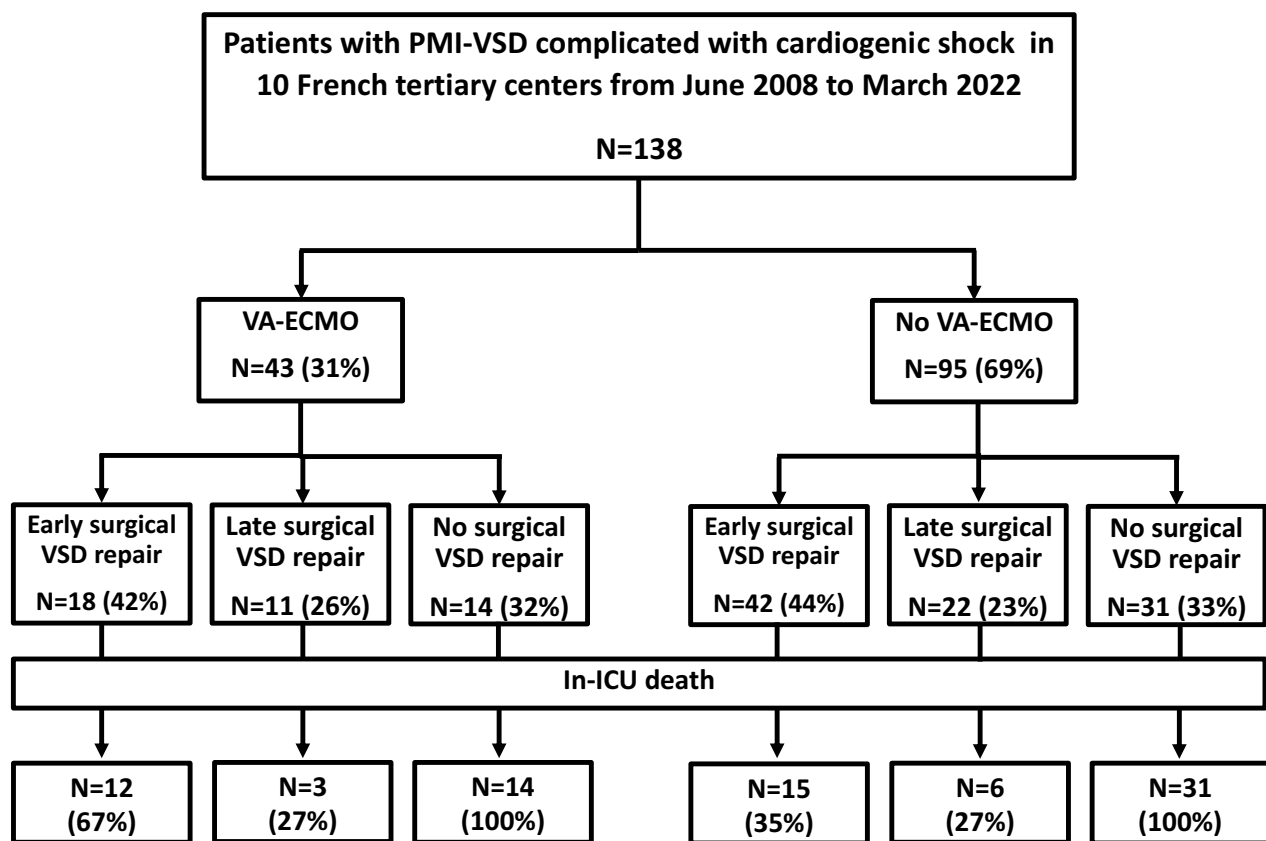 Patients with PMI-VSD complicated with cardiogenic shock in
10 French tertiary centers from June 2008 to March 2022
N=138
VA-ECMO
N=43 (31%)
No VA-ECMO
N=95 (69%)
Early surgical
VSD repair
N=18 (42%)
Late surgical
VSD repair
N=11 (26%)
No surgical
VSD repair
N=14 (32%)
Early surgical
VSD repair
N=42 (44%)
Late surgical
VSD repair
N=22 (23%)
No surgical
VSD repair
N=31 (33%)
In-ICU death
N=12
(67%)
N=3
(27%)
N=14
(100%)
N=15
(35%)
N=6
(27%)
N=31
(100%)